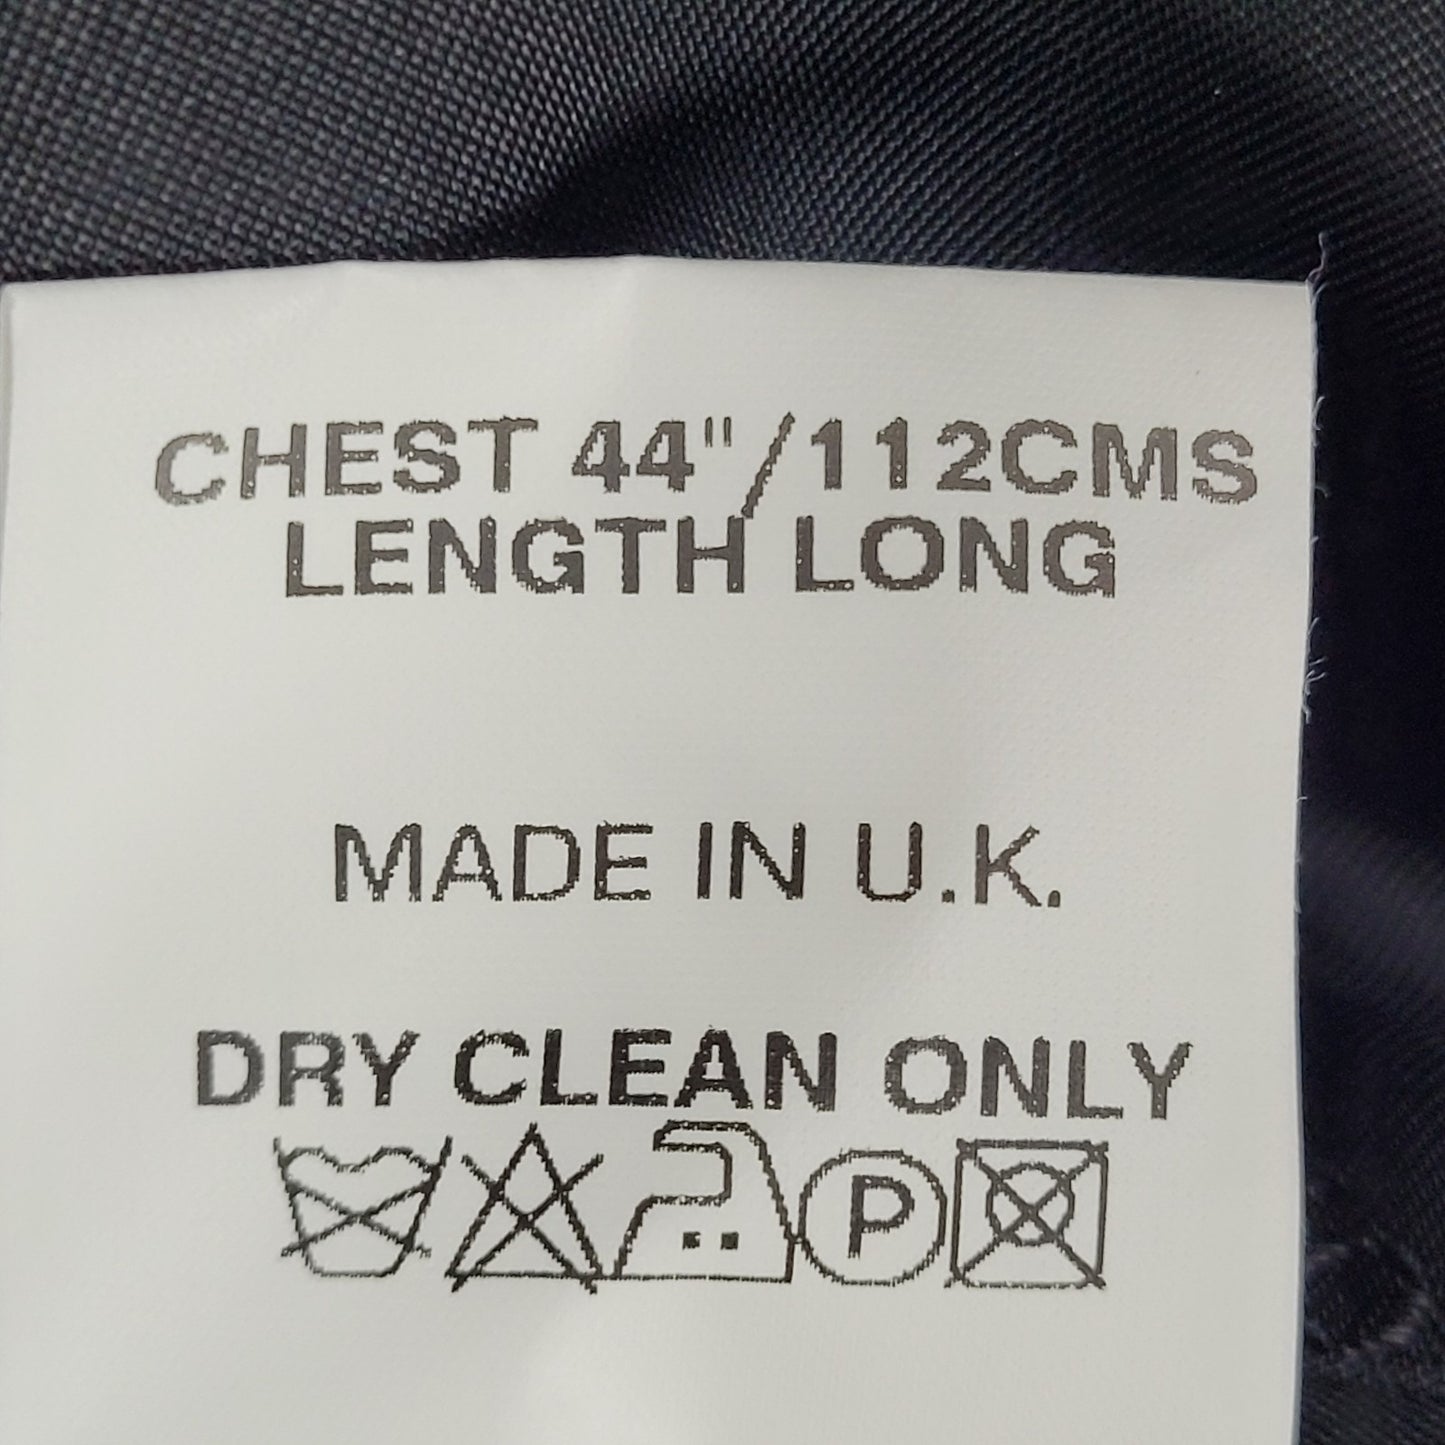 CHEST 44"/112CMS
LENGTH LONG
MADE IN U.K.
DRY CLEAN ONLY
P